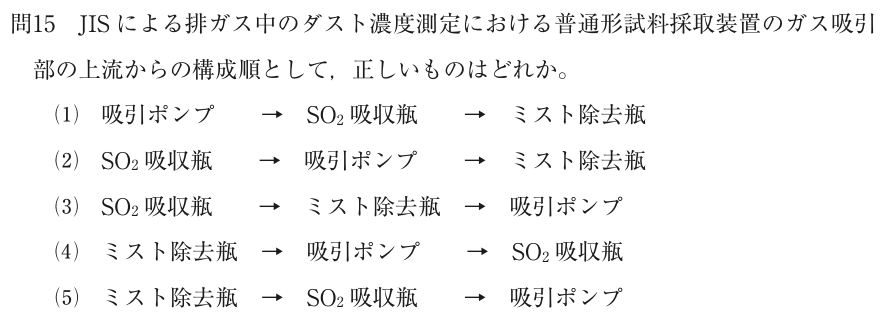 問15　JISによる排ガス中のダスト濃度測定における普通形試料採取装置のガス吸引
部の上流からの構成順として，正しいものはどれか。
(1)　吸引ポンプ　→　SO₂吸収瓶　→　ミスト除去瓶
(2)　SO₂吸収瓶　→　吸引ポンプ　→　ミスト除去瓶
(3)　SO₂吸収瓶　→　ミスト除去瓶　→　吸引ポンプ
(4)　ミスト除去瓶　→　吸引ポンプ　→　SO₂吸収瓶
(5)　ミスト除去瓶　→　SO₂吸収瓶　→　吸引ポンプ